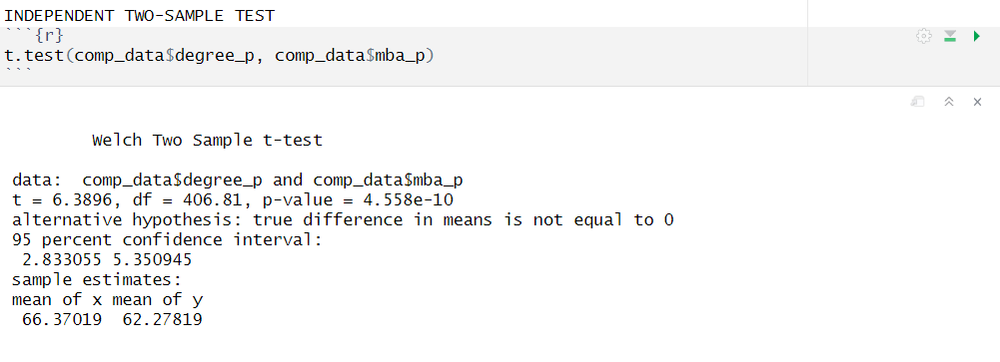 INDEPENDENT TWO-SAMPLE TEST
```{r}
t.test(comp_data$degree_p, comp_data$mba_p)
```
Welch Two Sample t-test
data:  comp_data$degree_p and comp_data$mba_p
t = 6.3896, df = 406.81, p-value = 4.558e-10
alternative hypothesis: true difference in means is not equal to 0
95 percent confidence interval:
 2.833055 5.350945
sample estimates:
mean of x mean of y
 66.37019  62.27819